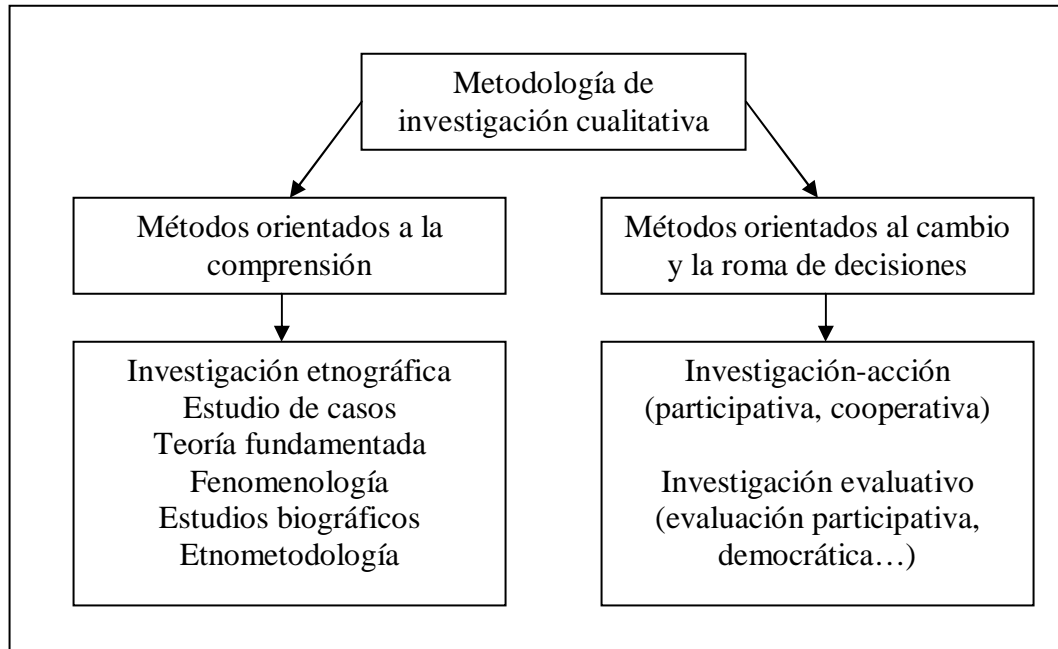 Metodología de
investigación cualitativa
Métodos orientados a la
comprensión
Métodos orientados al cambio
y la roma de decisiones
Investigación etnográfica
Estudio de casos
Teoría fundamentada
Fenomenología
Estudios biográficos
Etnometodología
Investigación-acción
(participativa, cooperativa)
Investigación evaluativo
(evaluación participativa,
democrática…)